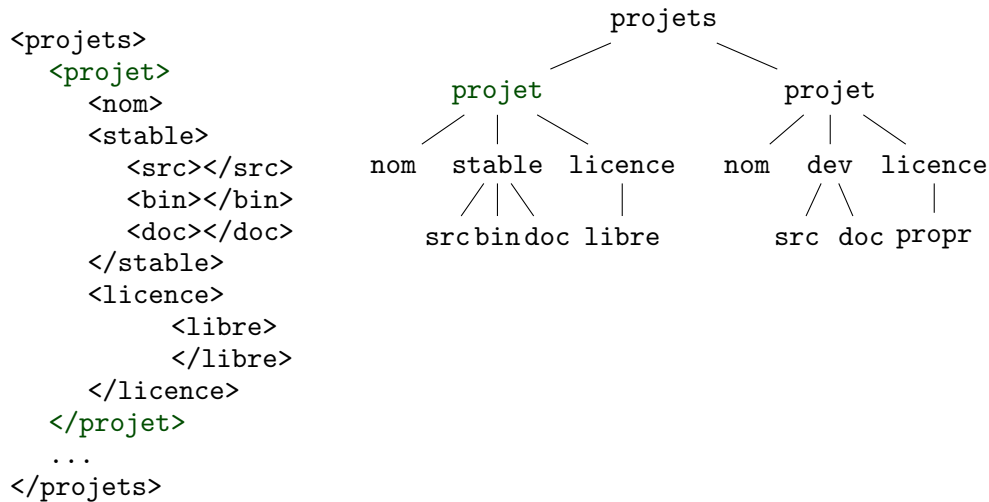 <projets>
<projet>
<nom>
<stable>
<src></src>
<bin></bin>
<doc></doc>
</stable>
<licence>
<libre>
</libre>
</licence>
</projet>
...
</projets>
projets
projet projet
nom stable licence nom dev licence
src bin doc libre src doc propr